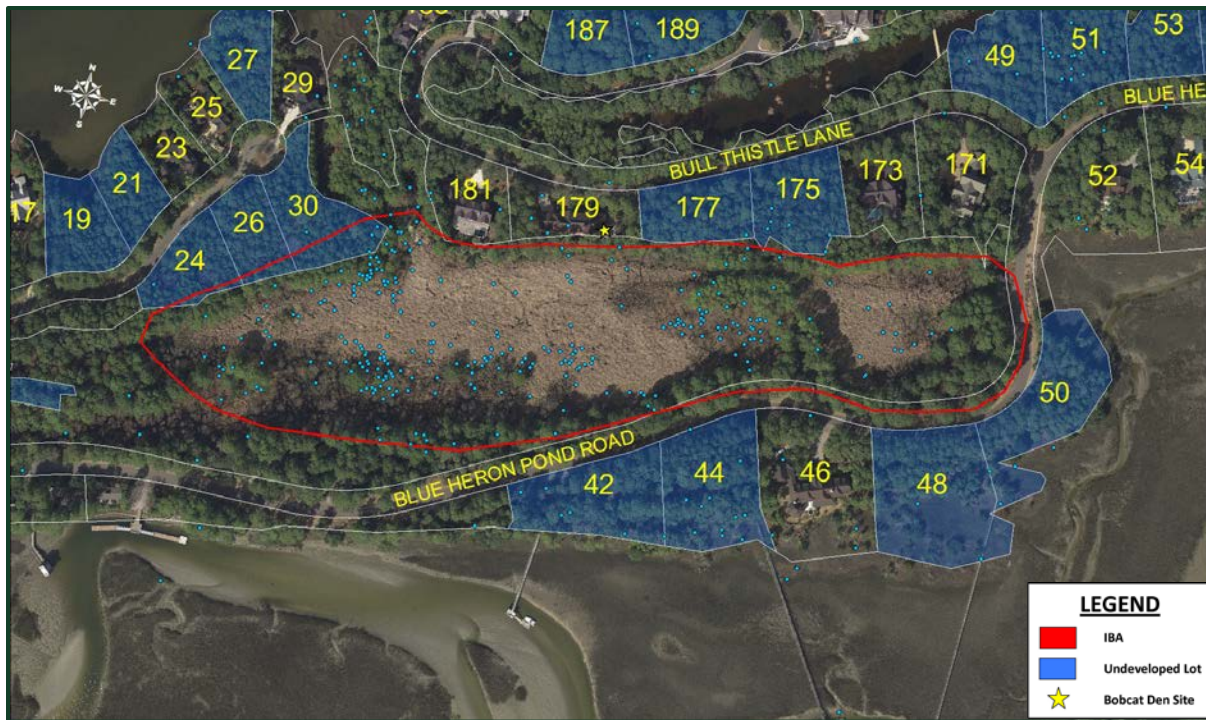 187
189
49
51
53
27
29
BLUE HE
25
BULL THISTLE LANE
23
173
171
52
54
21
181
17
19
30
179
177
175
26
24
50
BLUE HERON POND ROAD
42
44
46
48
N
W
E
S
LEGEND
IBA
Undeveloped Lot
Bobcat Den Site